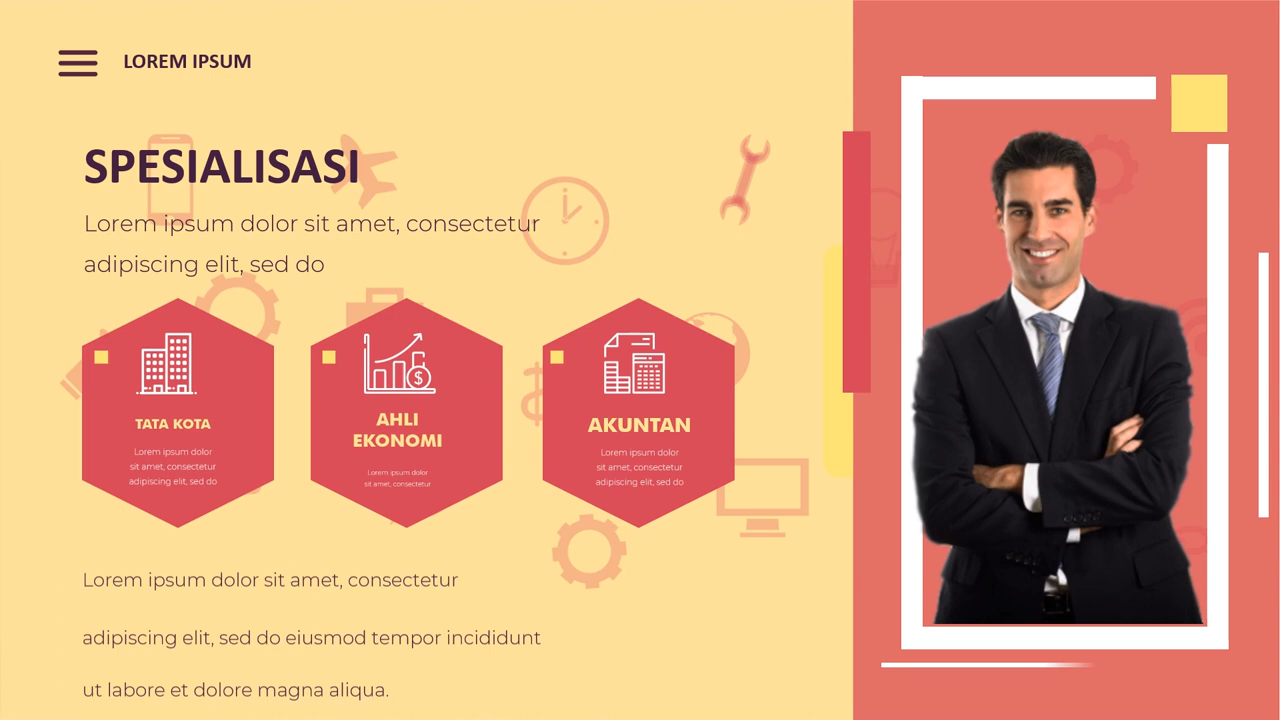 LOREM IPSUM
SPESIALISASI
Lorem ipsum dolor sit amet, consectetur
adipiscing elit, sed do
TATA KOTA
Lorem ipsum dolor
sit amet, consectetur
adipiscing elit, sed do
AHLI
EKONOMI
Lorem ipsum dolor
sit amet, consectetur
AKUNTAN
Lorem ipsum dolor
sit amet, consectetur
adipiscing elit, sed do
Lorem ipsum dolor sit amet, consectetur
adipiscing elit, sed do eiusmod tempor incididunt
ut labore et dolore magna aliqua.